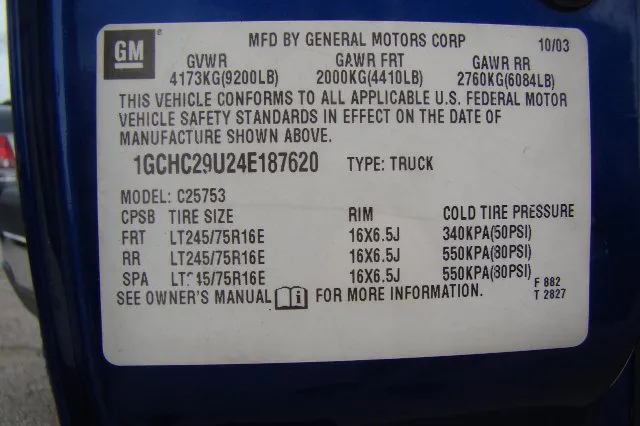 GM
MFD BY GENERAL MOTORS CORP 10/03
GVWR GAWR FRT GAWR RR
4173KG(9200LB) 2000KG(4410LB) 2760KG(6084LB)
THIS VEHICLE CONFORMS TO ALL APPLICABLE U.S. FEDERAL MOTOR
VEHICLE SAFETY STANDARDS IN EFFECT ON THE DATE OF
MANUFACTURE SHOWN ABOVE.
1GCHC29U24E187620 TYPE: TRUCK
MODEL: C25753
CPSB TIRE SIZE RIM COLD TIRE PRESSURE
FRT LT245/75R16E 16X6.5J 340KPA(50PSI)
RR LT245/75R16E 16X6.5J 550KPA(80PSI)
SPA LT245/75R16E 16X6.5J 550KPA(80PSI)
SEE OWNER'S MANUAL i FOR MORE INFORMATION.
F 882
T 2827